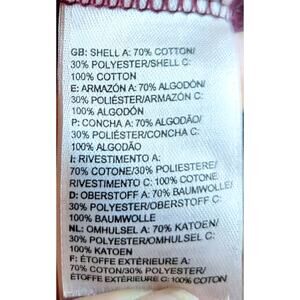 GB: SHELL A: 70% COTTON/
30% POLYESTER/SHELL C:
100% COTTON
E: ARMAZÓN A: 70% ALGODÓN/
30% POLIÉSTER/ARMAZÓN C:
100% ALGODÓN
P: CONCHA A: 70% ALGODÃO/
30% POLIÉSTER/CONCHA C:
100% ALGODÃO
I: RIVESTIMENTO A:
70% COTONE/30% POLIESTERE/
RIVESTIMENTO C: 100% COTONE
D: OBERSTOFF A: 70% BAUMWOLLE/
30% POLYESTER/OBERSTOFF C:
100% BAUMWOLLE
NL: OMHULSEL A: 70% KATOEN/
30% POLYESTER/OMHULSEL C:
100% KATOEN
F: ÉTOFFE EXTÉRIEURE A:
70% COTON/30% POLYESTER/
ÉTOFFE EXTÉRIEURE C: 100% COTON